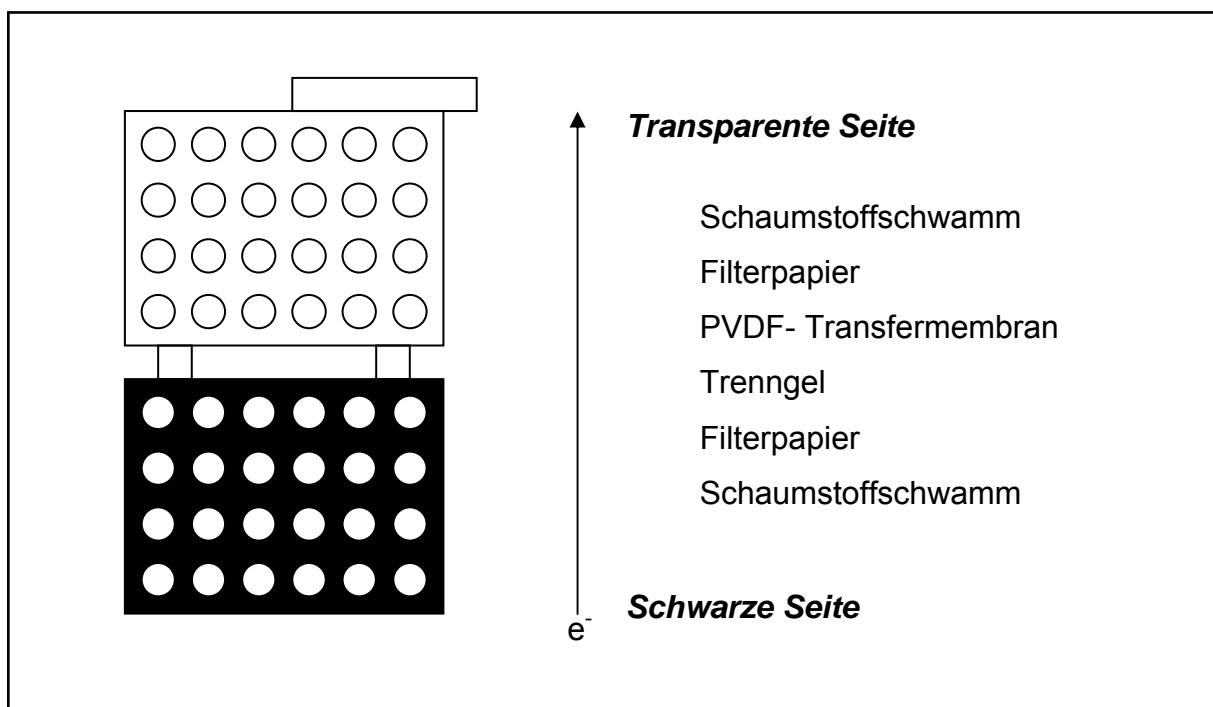 Transparente Seite
Schaumstoffschwamm
Filterpapier
PVDF- Transfermembran
Trenngel
Filterpapier
Schaumstoffschwamm
Schwarze Seite
e⁻